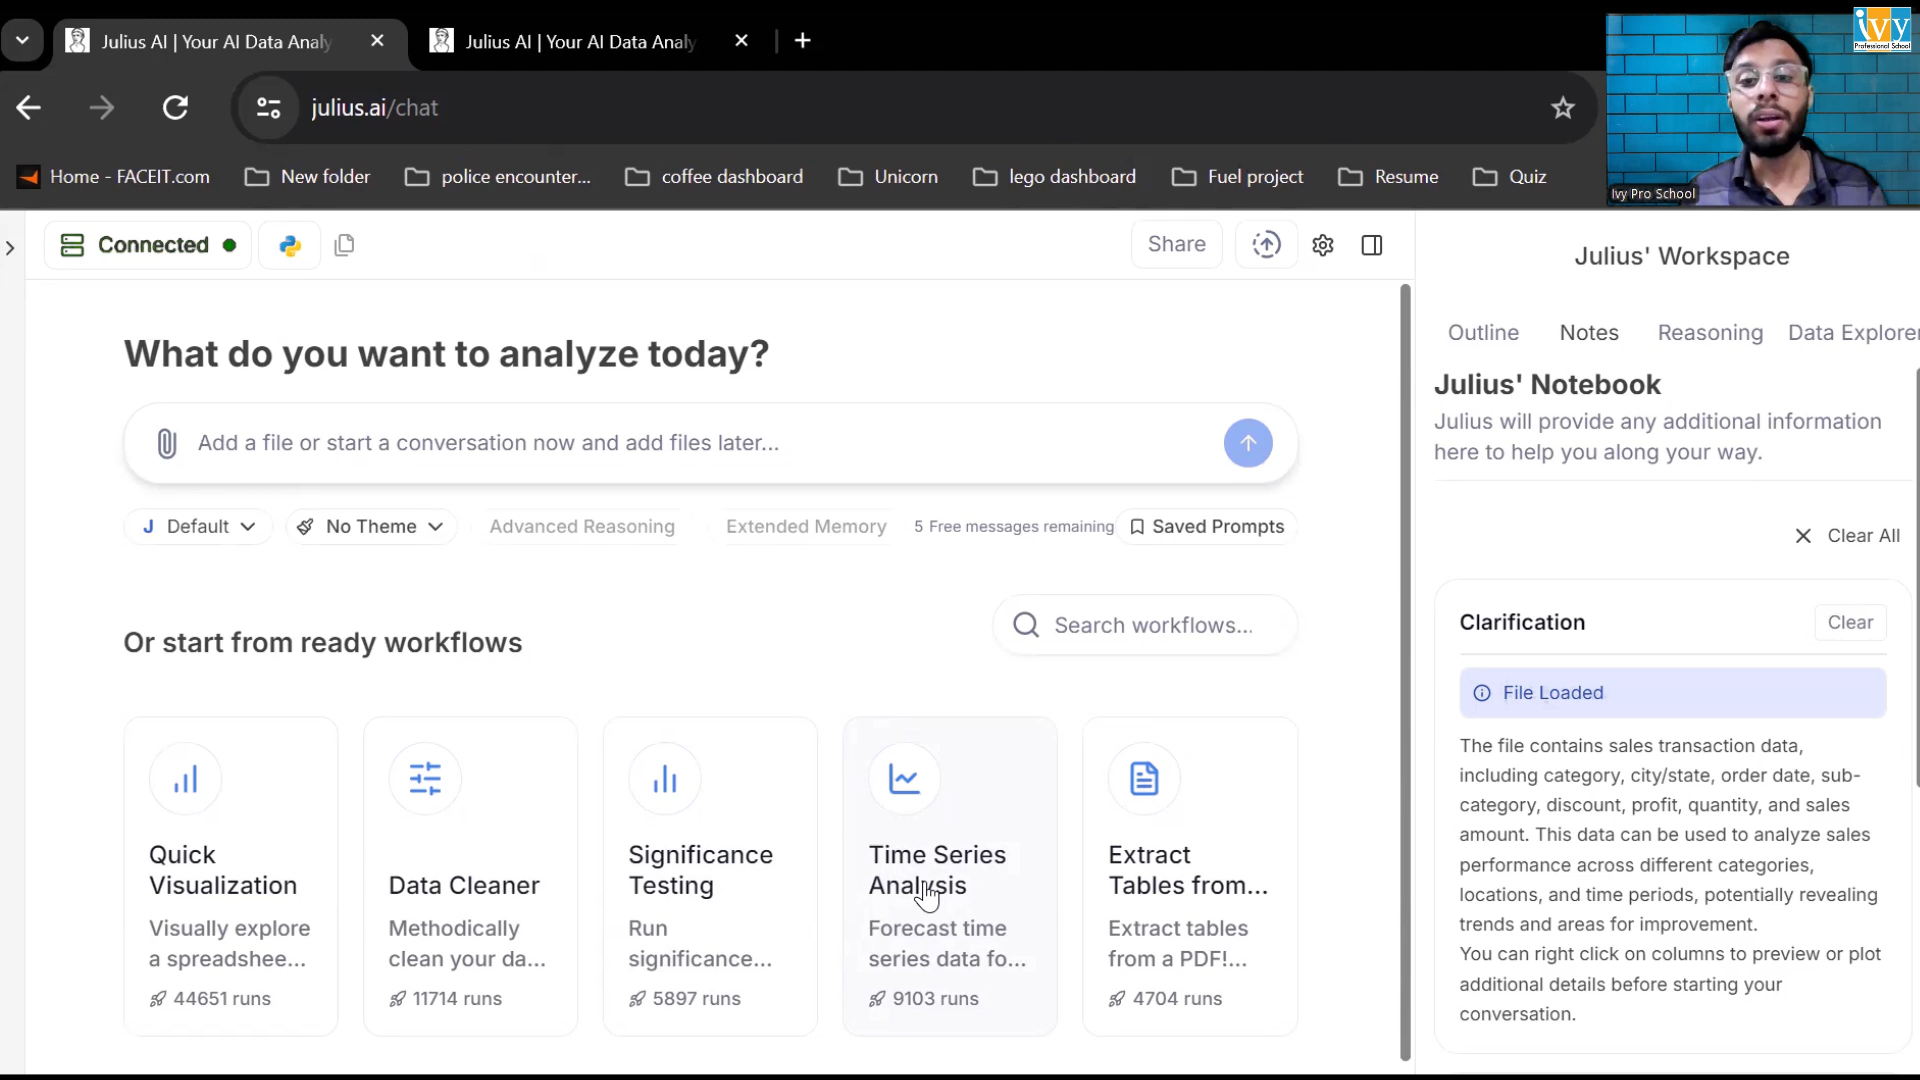 Julius AI | Your AI Data Analy
Julius AI | Your AI Data Analy
ivy
Professional School
julius.ai/chat
Home - FACEIT.com
New folder
police encounter...
coffee dashboard
Unicorn
lego dashboard
Fuel project
Resume
Quiz
Ivy Pro School
Connected
Share
Julius' Workspace
Outline
Notes
Reasoning
Data Explorer
What do you want to analyze today?
Add a file or start a conversation now and add files later...
J Default
No Theme
Advanced Reasoning
Extended Memory
5 Free messages remaining
Saved Prompts
Or start from ready workflows
Search workflows...
Quick
Visualization
Visually explore
a spreadshee...
44651 runs
Data Cleaner
Methodically
clean your da...
11714 runs
Significance
Testing
Run
significance...
5897 runs
Time Series
Analysis
Forecast time
series data fo...
9103 runs
Extract
Tables from...
Extract tables
from a PDF!...
4704 runs
Julius' Notebook
Julius will provide any additional information
here to help you along your way.
Clear All
Clarification
Clear
File Loaded
The file contains sales transaction data,
including category, city/state, order date, sub-
category, discount, profit, quantity, and sales
amount. This data can be used to analyze sales
performance across different categories,
locations, and time periods, potentially revealing
trends and areas for improvement.
You can right click on columns to preview or plot
additional details before starting your
conversation.